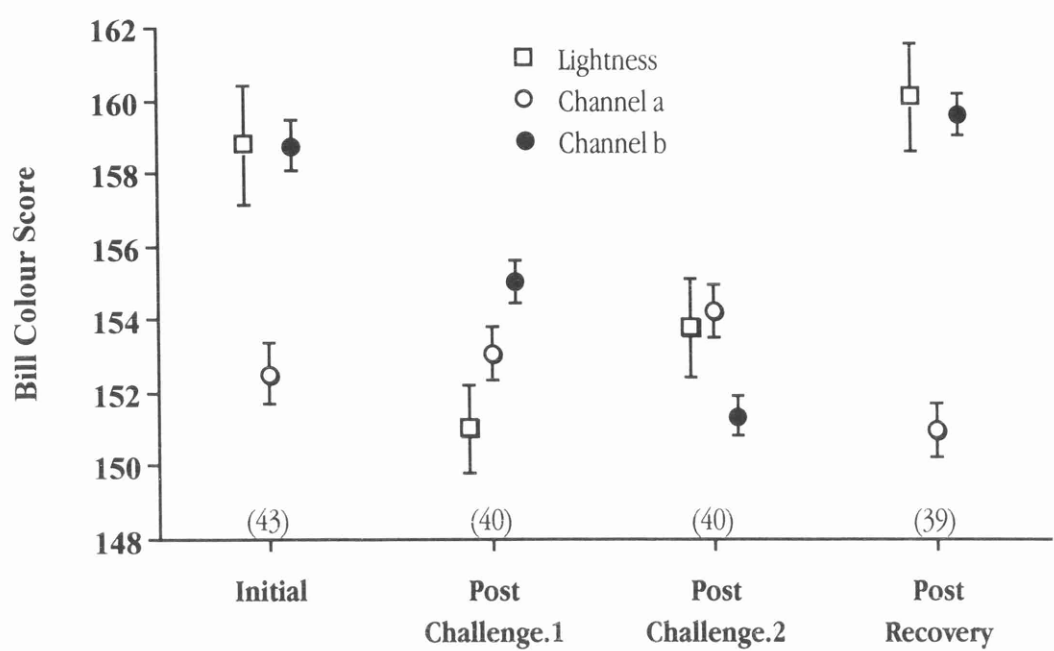 162
160
158
156
154
152
150
148
Bill Colour Score
Lightness
Channel a
Channel b
(43) (40) (40) (39)
Initial Post Post Post
Challenge.1 Challenge.2 Recovery